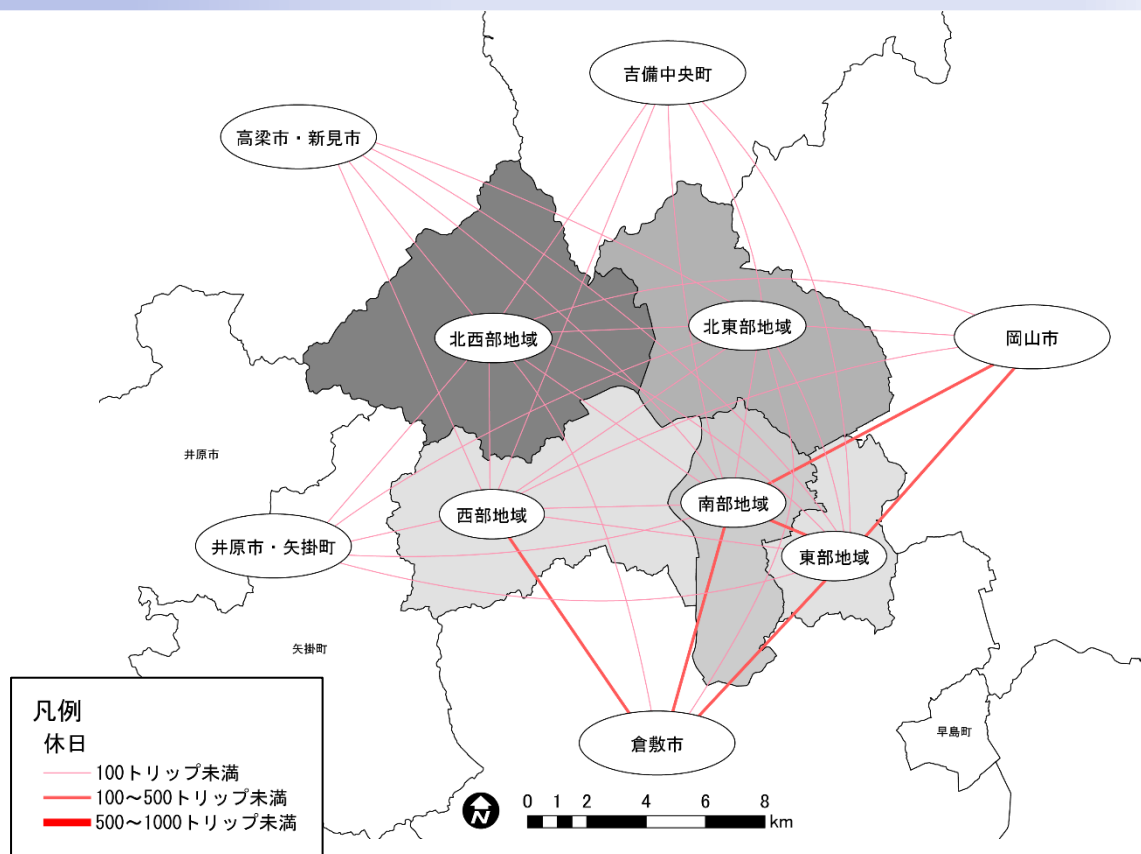 吉備中央町
高梁市・新見市
北西部地域
北東部地域
岡山市
井原市
西部地域
南部地域
井原市・矢掛町
東部地域
矢掛町
倉敷市
早島町
凡例
休日
100トリップ未満
100～500トリップ未満
500～1000トリップ未満
N
0 1 2 4 6 8
km